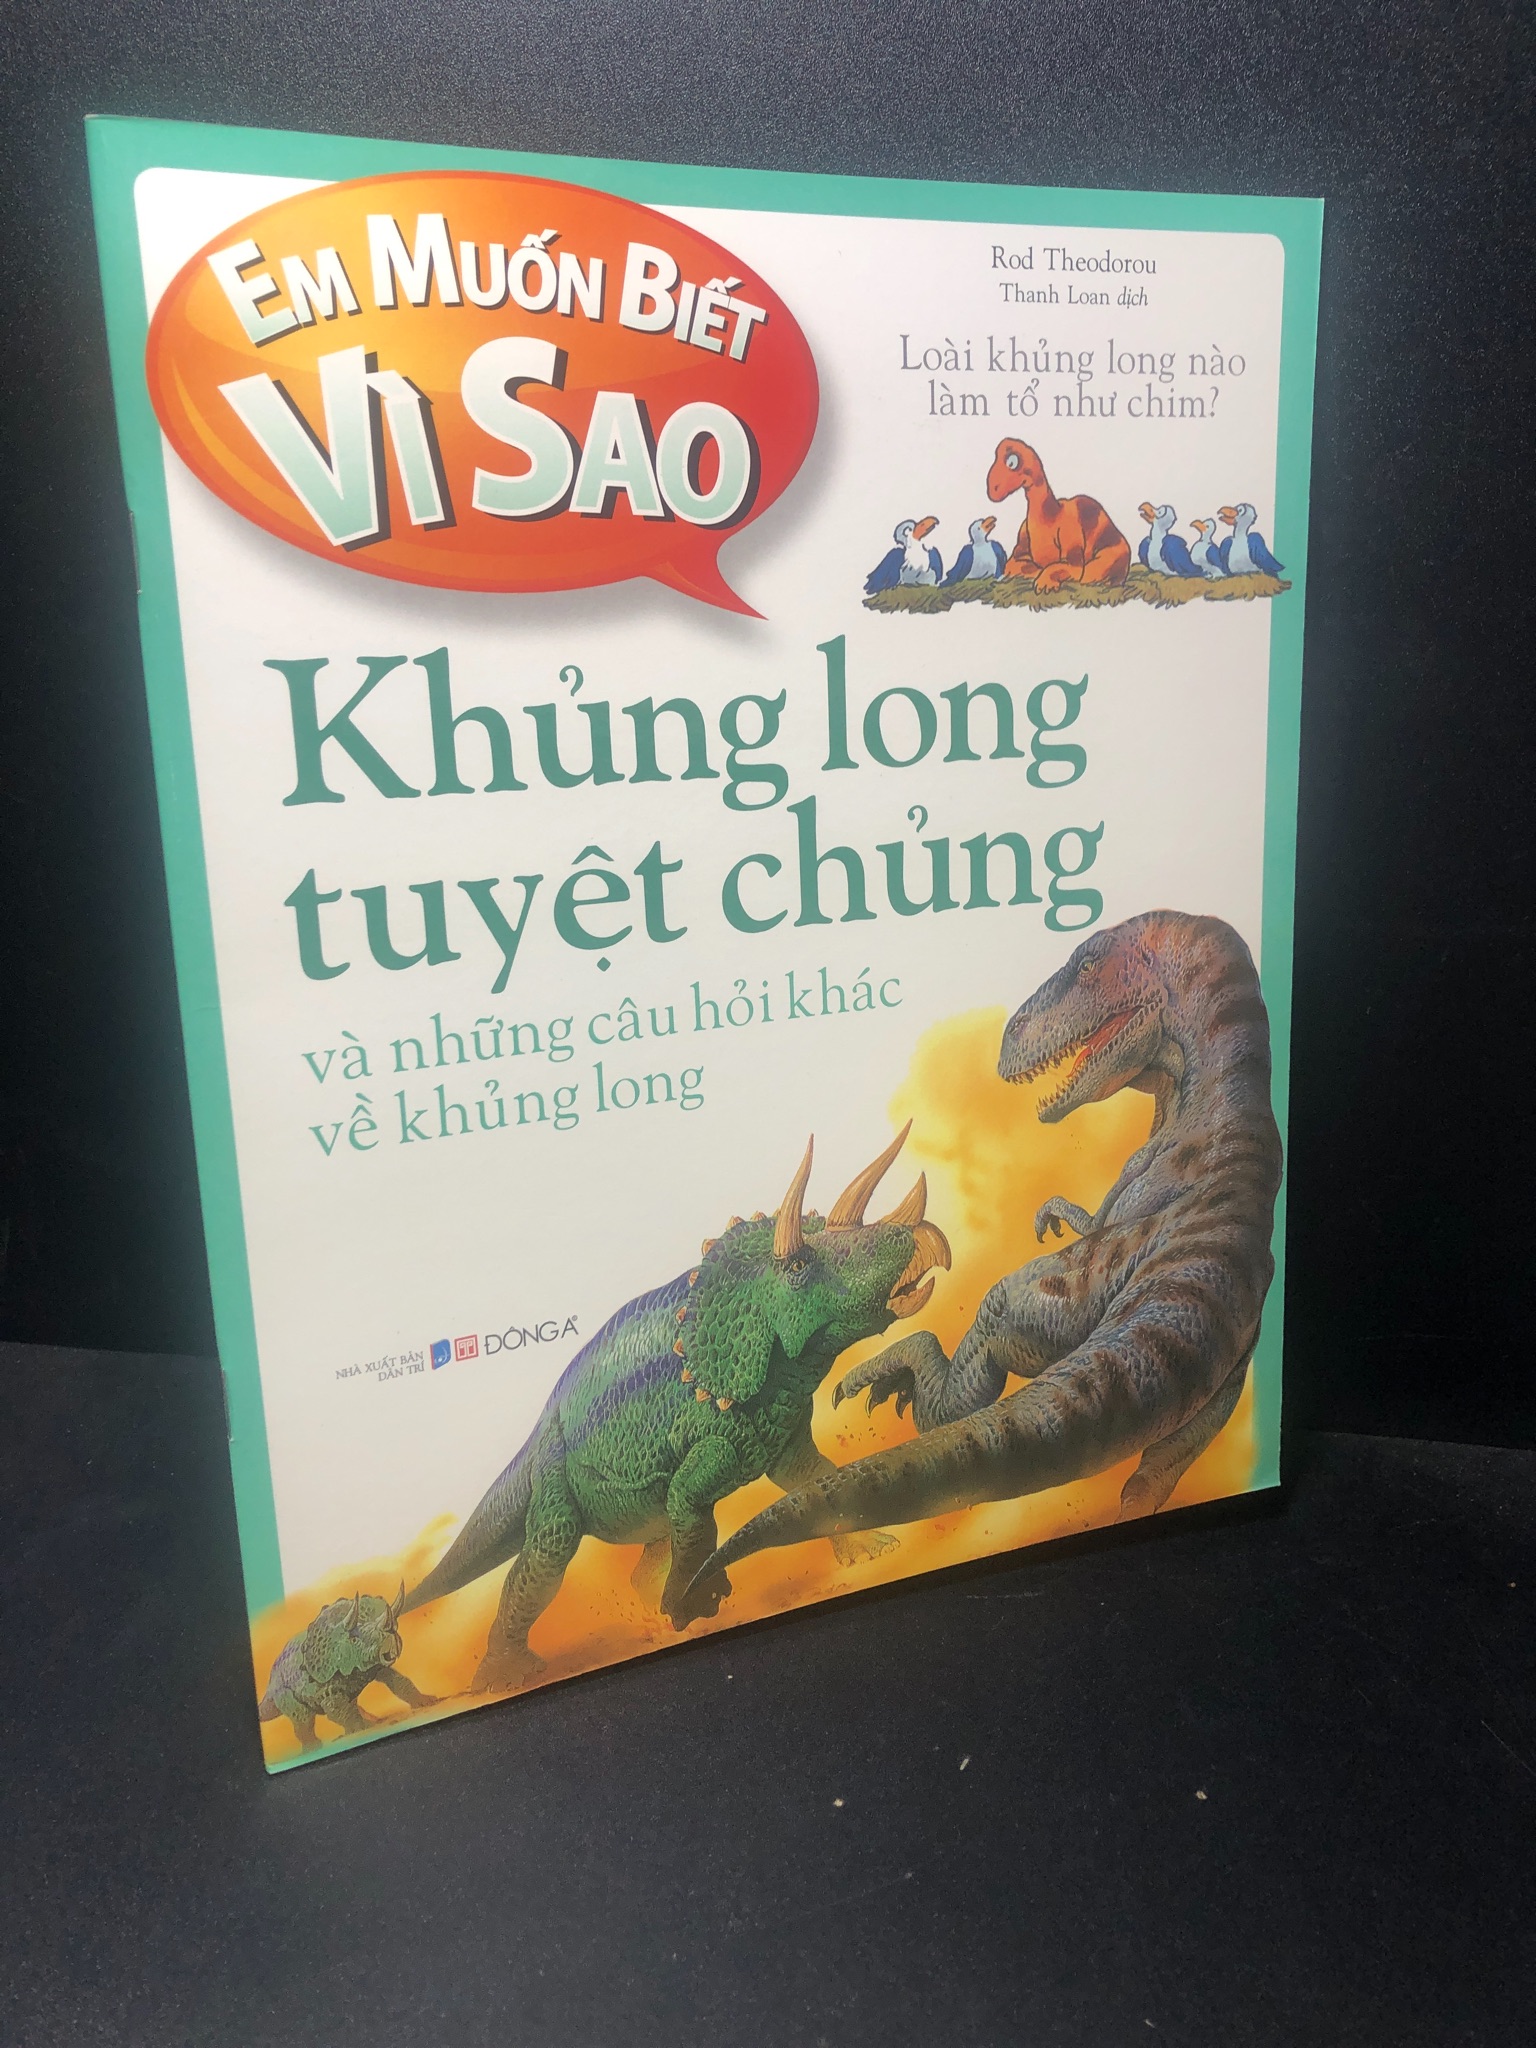 EM MUỐN BIẾT
VÌ SAO
Rod Theodorou
Thanh Loan dịch
Loài khủng long nào
làm tổ như chim?
Khủng long
tuyệt chủng
và những câu hỏi khác
về khủng long
NHÀ XUẤT BẢN
DÂN TRÍ
ĐÔNG A®